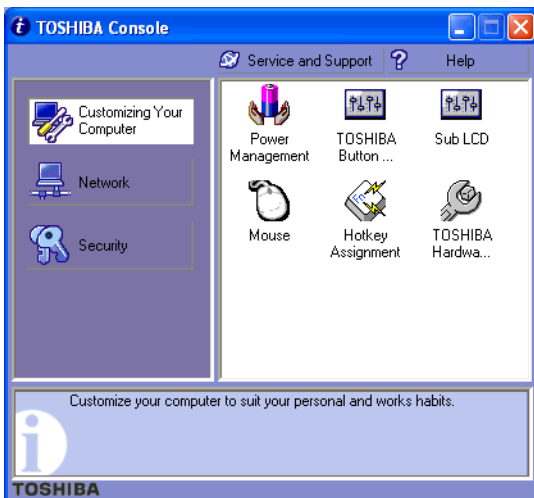 TOSHIBA Console
Service and Support ? Help
Customizing Your
Computer
Network
Security
Power
Management
TOSHIBA
Button ...
Sub LCD
Mouse
Fn
Hotkey
Assignment
TOSHIBA
Hardwa...
Customize your computer to suit your personal and works habits.
TOSHIBA